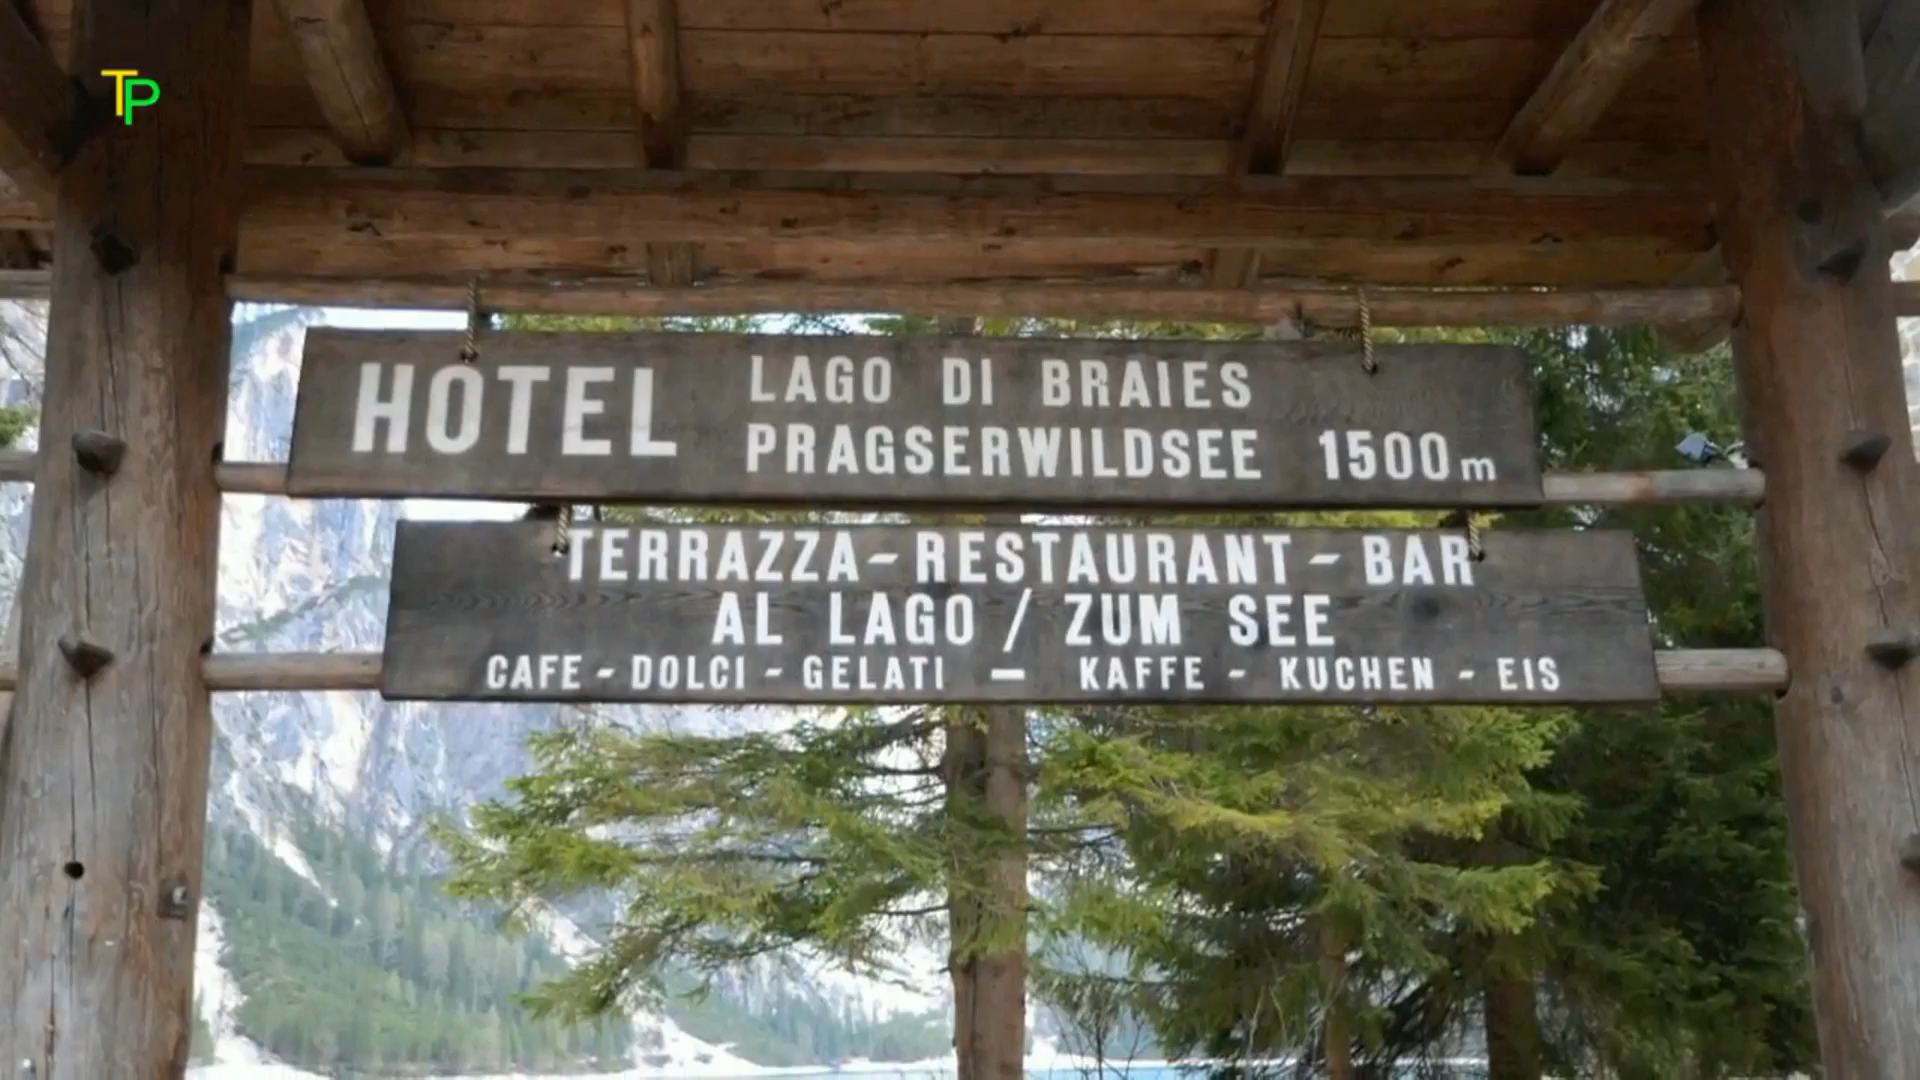 TP
HOTEL LAGO DI BRAIES
PRAGSERWILDSEE 1500m
TERRAZZA-RESTAURANT-BAR
AL LAGO / ZUM SEE
CAFE - DOLCI - GELATI — KAFFE - KUCHEN - EIS